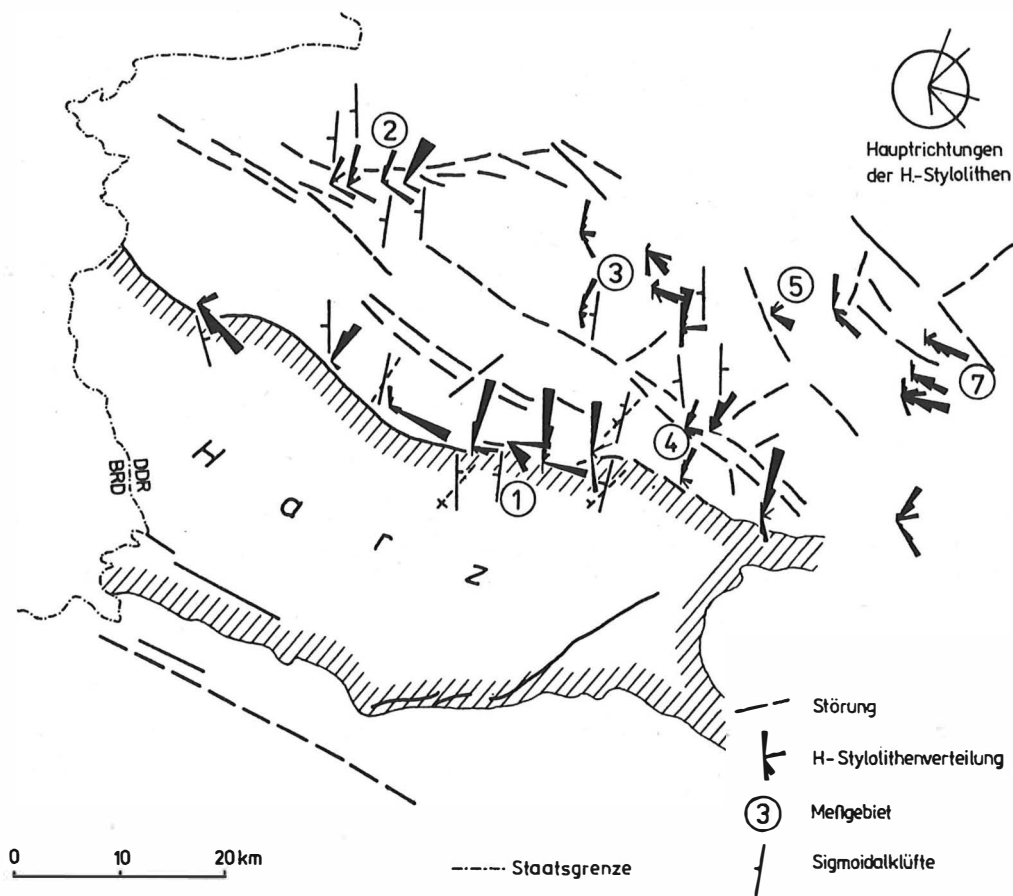 Hauptrichtungen
der H.-Stylolithen
2
3
5
7
4
1
DDR
BRD
Harz
Störung
H-Stylolithenverteilung
3 Meßgebiet
Sigmoidalklüfte
0 10 20 km
Staatsgrenze